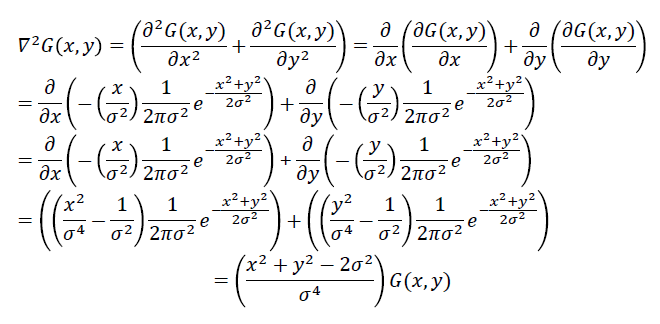 ∇²G(x,y) = (∂²G(x,y)/∂x² + ∂²G(x,y)/∂y²) = ∂/∂x (∂G(x,y)/∂x) + ∂/∂y (∂G(x,y)/∂y)
= ∂/∂x (−(x/σ²) 1/2πσ² e^−(x²+y²)/2σ²) + ∂/∂y (−(y/σ²) 1/2πσ² e^−(x²+y²)/2σ²)
= ∂/∂x (−(x/σ²) 1/2πσ² e^−(x²+y²)/2σ²) + ∂/∂y (−(y/σ²) 1/2πσ² e^−(x²+y²)/2σ²)
= ((x²/σ⁴ − 1/σ²) 1/2πσ² e^−(x²+y²)/2σ²) + ((y²/σ⁴ − 1/σ²) 1/2πσ² e^−(x²+y²)/2σ²)
= ((x² + y² − 2σ²)/σ⁴) G(x,y)